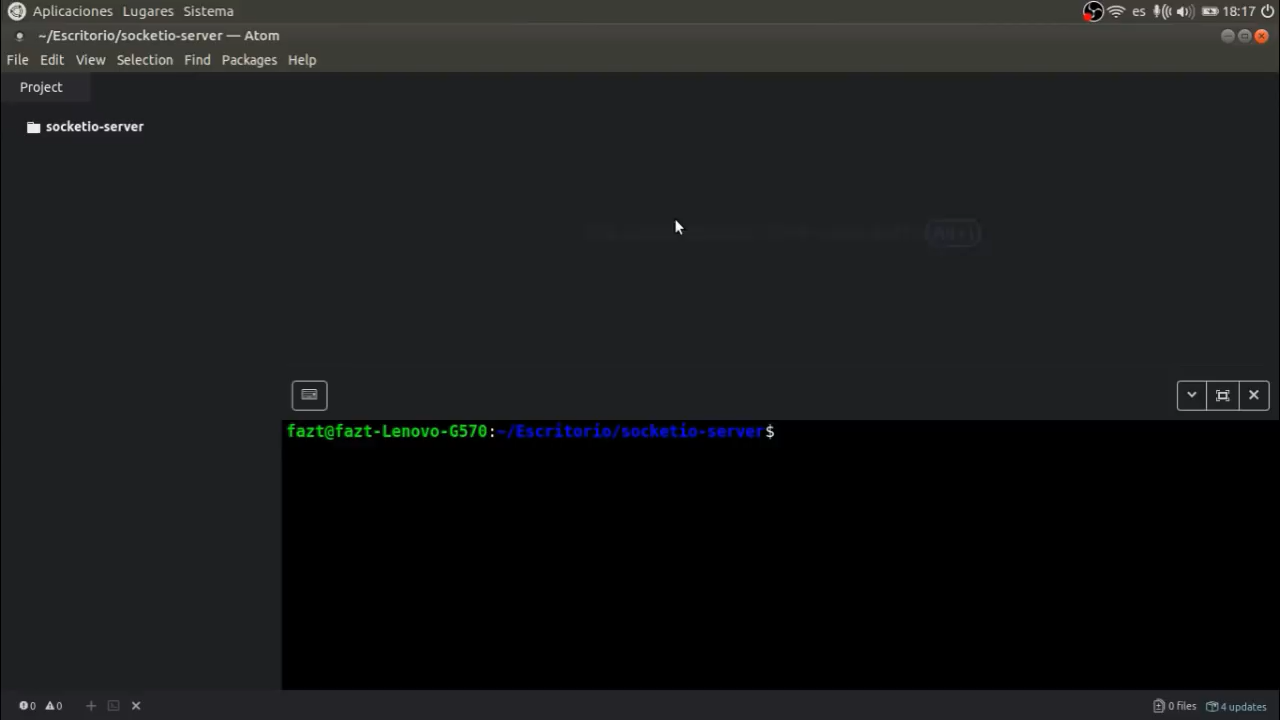 Aplicaciones Lugares Sistema es 18:17
~/Escritorio/socketio-server — Atom
File Edit View Selection Find Packages Help
Project
socketio-server
fazt@fazt-Lenovo-G570:~/Escritorio/socketio-server$
0 0 0 files 4 updates